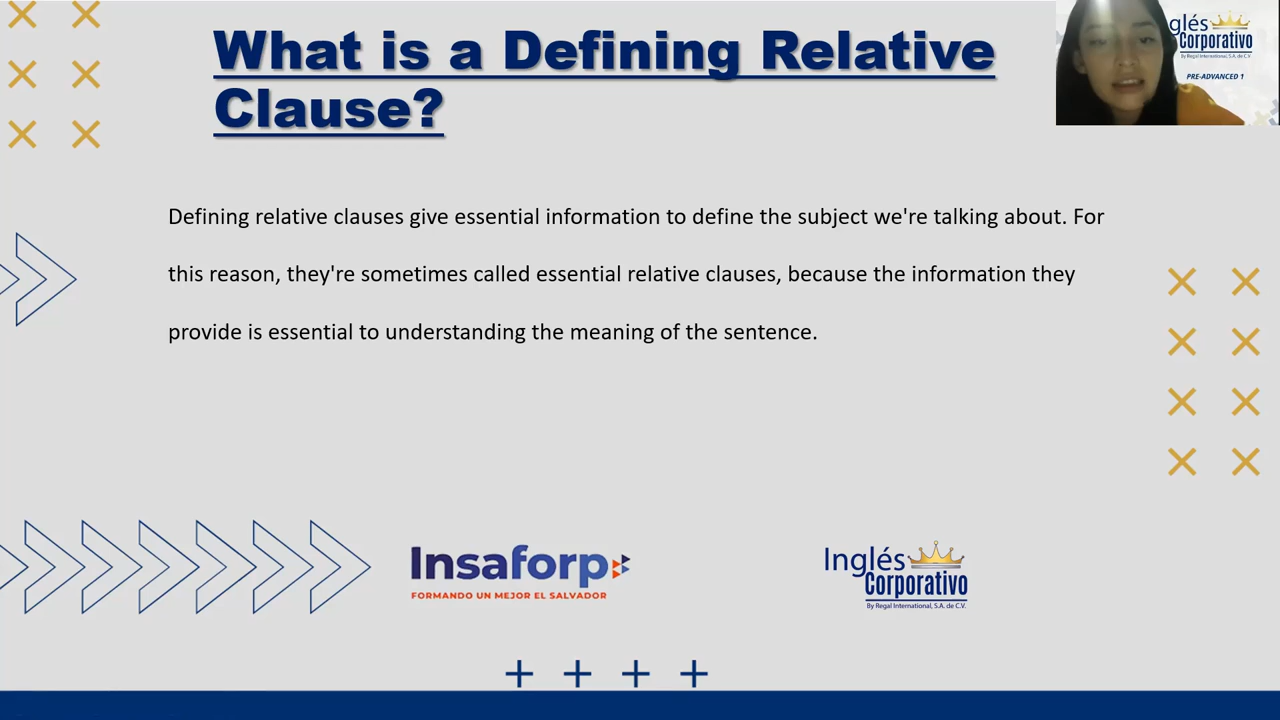 What is a Defining Relative
Clause?
glés
Corporativo
By Regal International, S.A. de C.V.
PRE-ADVANCED 1
Defining relative clauses give essential information to define the subject we're talking about. For
this reason, they're sometimes called essential relative clauses, because the information they
provide is essential to understanding the meaning of the sentence.
Insaforp
FORMANDO UN MEJOR EL SALVADOR
Inglés
Corporativo
By Regal International, S.A. de C.V.